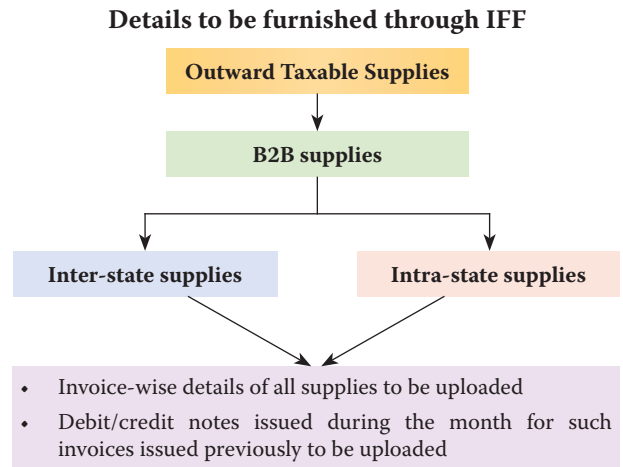 Details to be furnished through IFF
Outward Taxable Supplies
B2B supplies
Inter-state supplies
Intra-state supplies
• Invoice-wise details of all supplies to be uploaded
• Debit/credit notes issued during the month for such
invoices issued previously to be uploaded